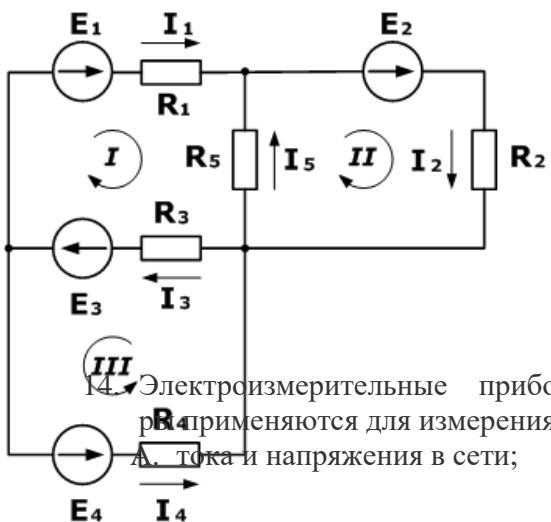 E₁ I₁ E₂
R₁
I R₅ I₅ II I₂ R₂
R₃
E₃ I₃
III
14. Электроизмерительные прибо
ры применяются для измерения
R₄
А. тока и напряжения в сети;
E₄ I₄